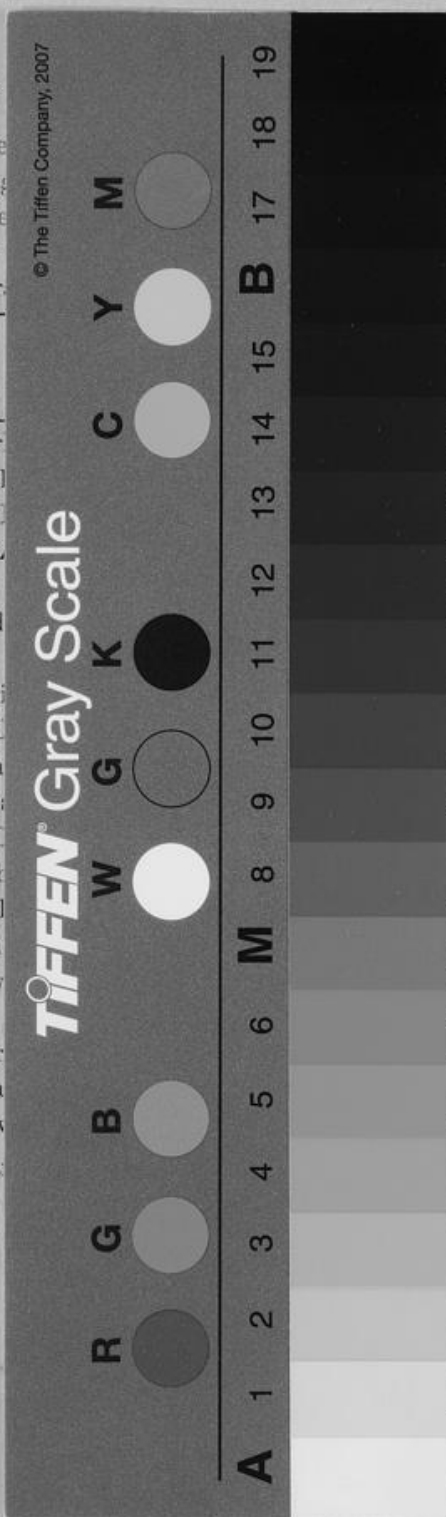 © The Tiffen Company, 2007
TIFFEN® Gray Scale
R G B W G K C Y M
A 1 2 3 4 5 6 M 8 9 10 11 12 13 14 15 B 17 18 19